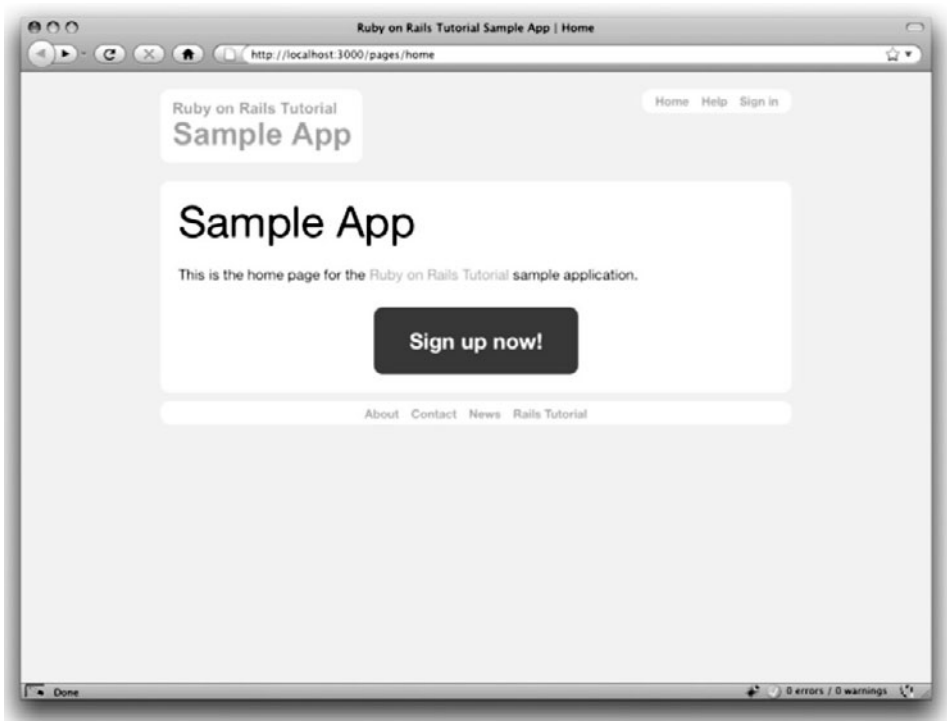 Ruby on Rails Tutorial Sample App | Home
http://localhost:3000/pages/home
Ruby on Rails Tutorial
Sample App
Home Help Sign in
Sample App
This is the home page for the Ruby on Rails Tutorial sample application.
Sign up now!
About Contact News Rails Tutorial
Done
0 errors / 0 warnings